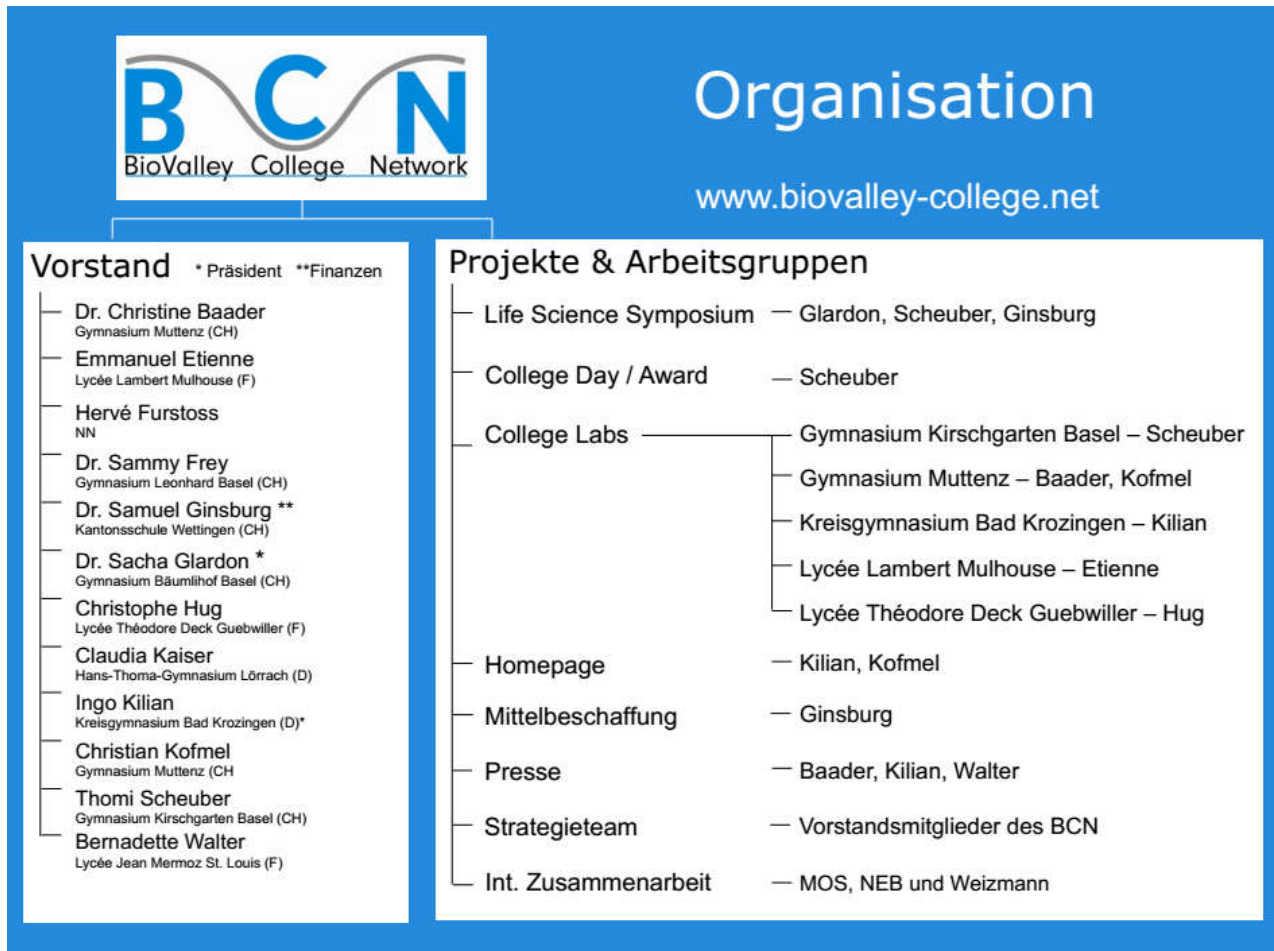 B C N
BioValley College Network
Organisation
www.biovalley-college.net
Vorstand * Präsident **Finanzen
Dr. Christine Baader
Gymnasium Muttenz (CH)
Emmanuel Etienne
Lycée Lambert Mulhouse (F)
Hervé Furstoss
NN
Dr. Sammy Frey
Gymnasium Leonhard Basel (CH)
Dr. Samuel Ginsburg **
Kantonsschule Wettingen (CH)
Dr. Sacha Glardon *
Gymnasium Bäumlihof Basel (CH)
Christophe Hug
Lycée Théodore Deck Guebwiller (F)
Claudia Kaiser
Hans-Thoma-Gymnasium Lörrach (D)
Ingo Kilian
Kreisgymnasium Bad Krozingen (D)*
Christian Kofmel
Gymnasium Muttenz (CH
Thomi Scheuber
Gymnasium Kirschgarten Basel (CH)
Bernadette Walter
Lycée Jean Mermoz St. Louis (F)
Projekte & Arbeitsgruppen
Life Science Symposium – Glardon, Scheuber, Ginsburg
College Day / Award – Scheuber
College Labs – Gymnasium Kirschgarten Basel – Scheuber
Gymnasium Muttenz – Baader, Kofmel
Kreisgymnasium Bad Krozingen – Kilian
Lycée Lambert Mulhouse – Etienne
Lycée Théodore Deck Guebwiller – Hug
Homepage – Kilian, Kofmel
Mittelbeschaffung – Ginsburg
Presse – Baader, Kilian, Walter
Strategieteam – Vorstandsmitglieder des BCN
Int. Zusammenarbeit – MOS, NEB und Weizmann